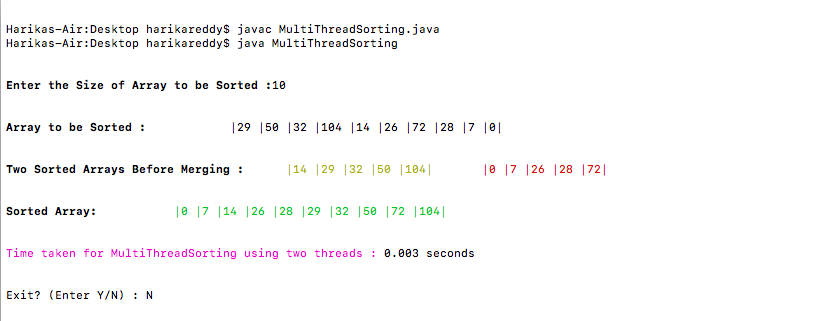 Harikas-Air:Desktop harikareddy$ javac MultiThreadSorting.java
Harikas-Air:Desktop harikareddy$ java MultiThreadSorting
Enter the Size of Array to be Sorted :10
Array to be Sorted : |29 |50 |32 |104 |14 |26 |72 |28 |7 |0|
Two Sorted Arrays Before Merging : |14 |29 |32 |50 |104| |0 |7 |26 |28 |72|
Sorted Array: |0 |7 |14 |26 |28 |29 |32 |50 |72 |104|
Time taken for MultiThreadSorting using two threads : 0.003 seconds
Exit? (Enter Y/N) : N